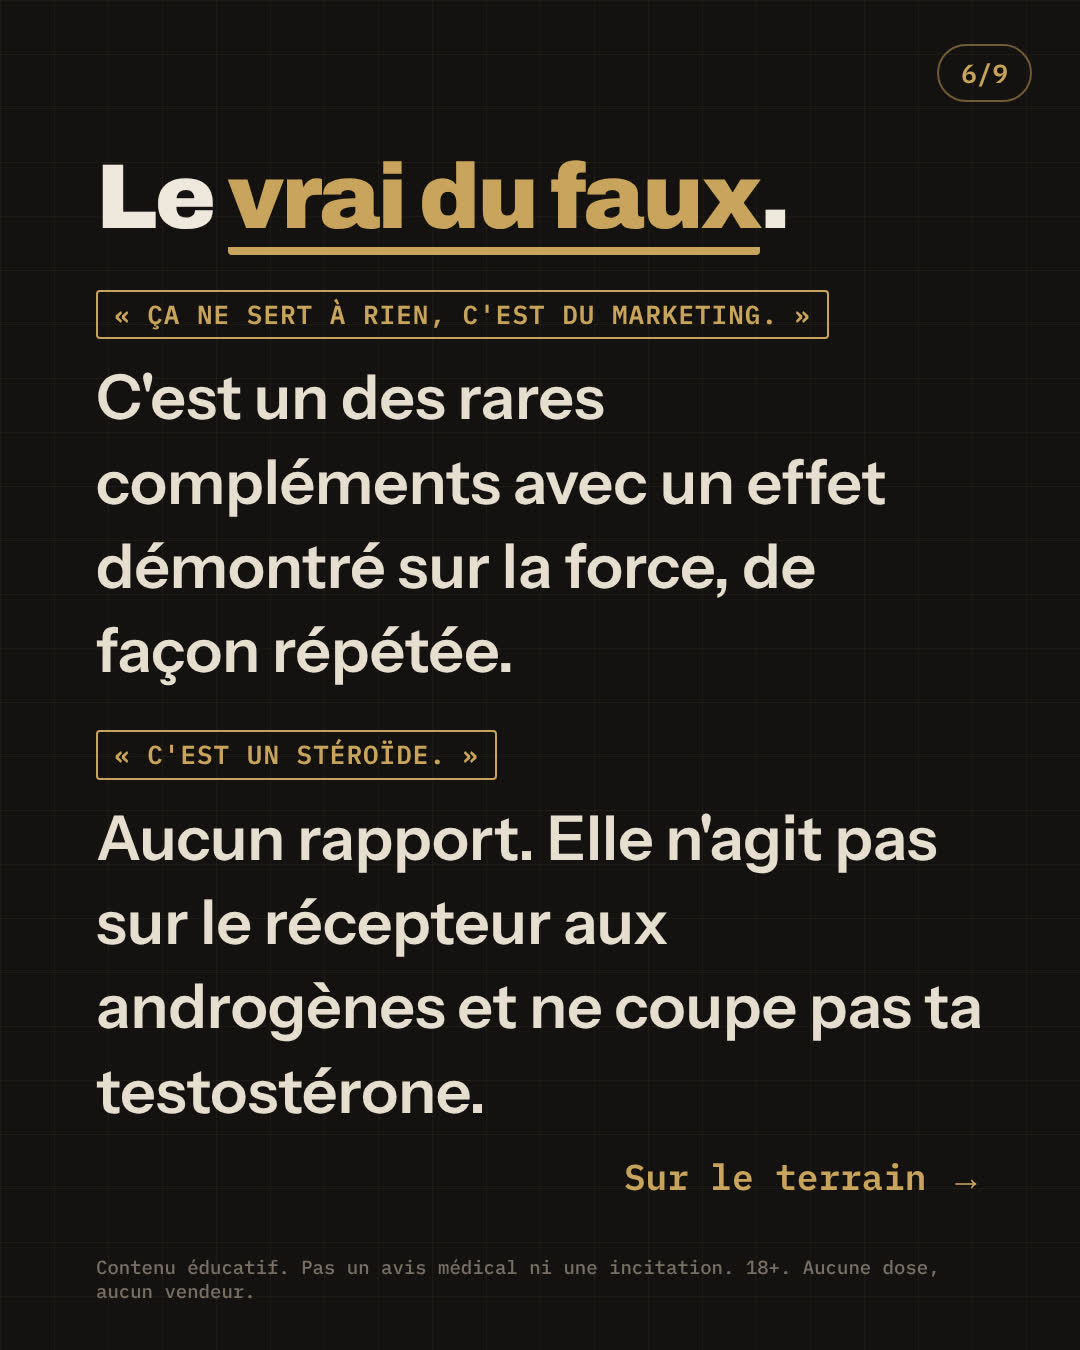 6/9
Le vrai du faux.
« ÇA NE SERT À RIEN, C'EST DU MARKETING. »
C'est un des rares
compléments avec un effet
démontré sur la force, de
façon répétée.
« C'EST UN STÉROÏDE. »
Aucun rapport. Elle n'agit pas
sur le récepteur aux
androgènes et ne coupe pas ta
testostérone.
Sur le terrain →
Contenu éducatif. Pas un avis médical ni une incitation. 18+. Aucune dose,
aucun vendeur.